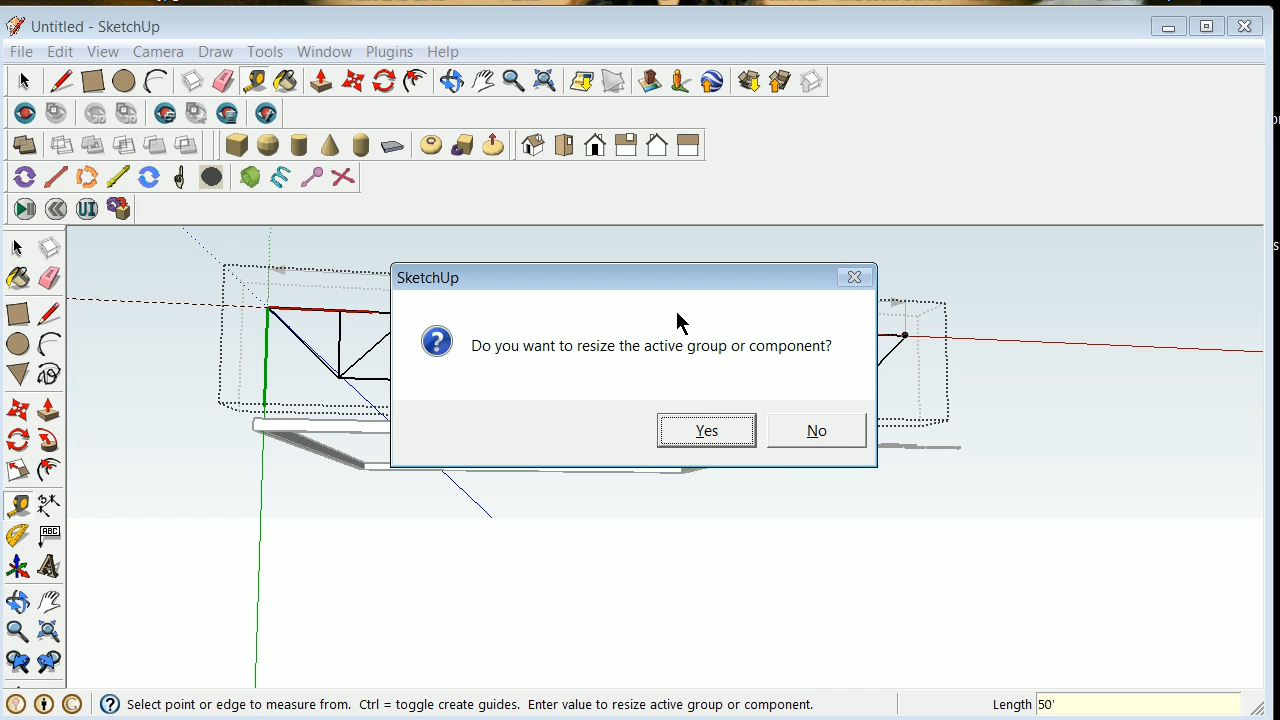 Untitled - SketchUp
File Edit View Camera Draw Tools Window Plugins Help
UI
SketchUp
Do you want to resize the active group or component?
Yes No
ABC
Select point or edge to measure from. Ctrl = toggle create guides. Enter value to resize active group or component. Length 50'